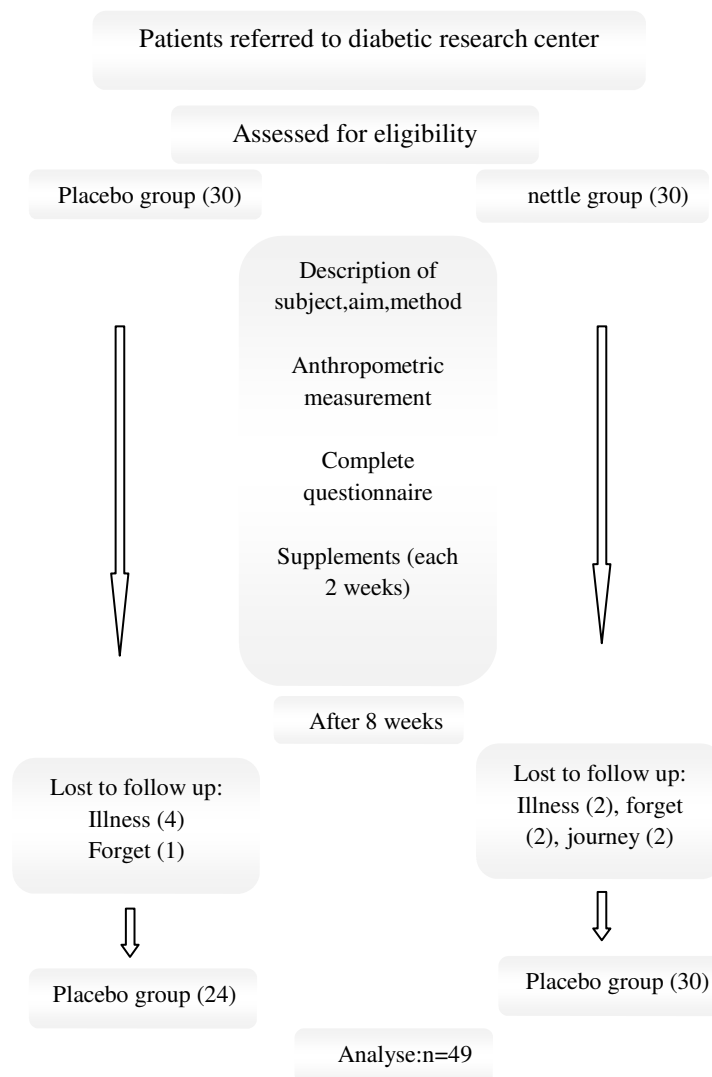 Patients referred to diabetic research center
Assessed for eligibility
Placebo group (30)
nettle group (30)
Description of
subject,aim,method
Anthropometric
measurement
Complete
questionnaire
Supplements (each
2 weeks)
After 8 weeks
Lost to follow up:
Illness (4)
Forget (1)
Lost to follow up:
Illness (2), forget
(2), journey (2)
Placebo group (24)
Placebo group (30)
Analyse:n=49